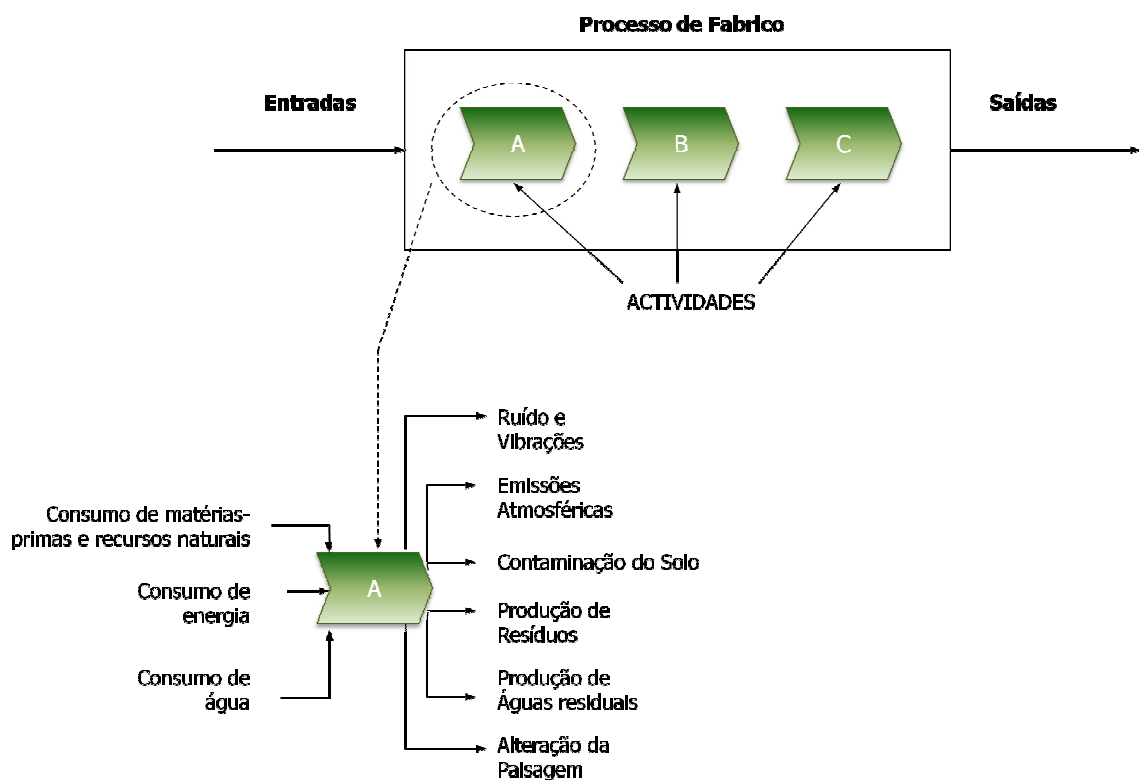 Processo de Fabrico
Entradas
Saídas
A
B
C
ACTIVIDADES
Ruído e
Vibrações
Emissões
Atmosféricas
Consumo de matérias-
primas e recursos naturais
Contaminação do Solo
A
Consumo de
energia
Produção de
Resíduos
Consumo de
água
Produção de
Águas residuais
Alteração da
Paisagem